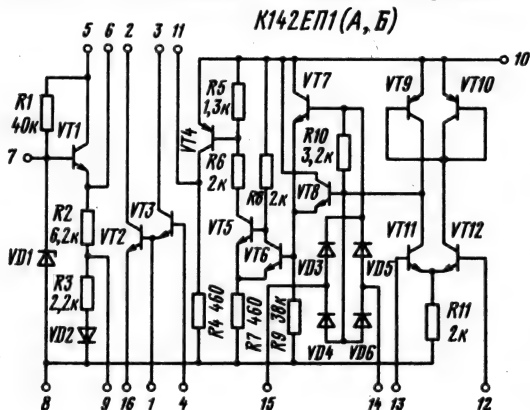 К142ЕП1(А, Б)
5 6 2 3 11
10
R1
40к
VT1
7
R2
6,2к
R3
2,2к
VD1
VD2
VT2
VT3
VT4
R5
1,3к
R6
2к
R8
2к
VT5
VT6
R4 460
R7 460
R9 38к
VT7
R10
3,2к
VT8
VD3
VD5
VD4
VD6
VT9
VT10
VT11
VT12
R11
2к
8 9 16 1 4 15 14 13 12